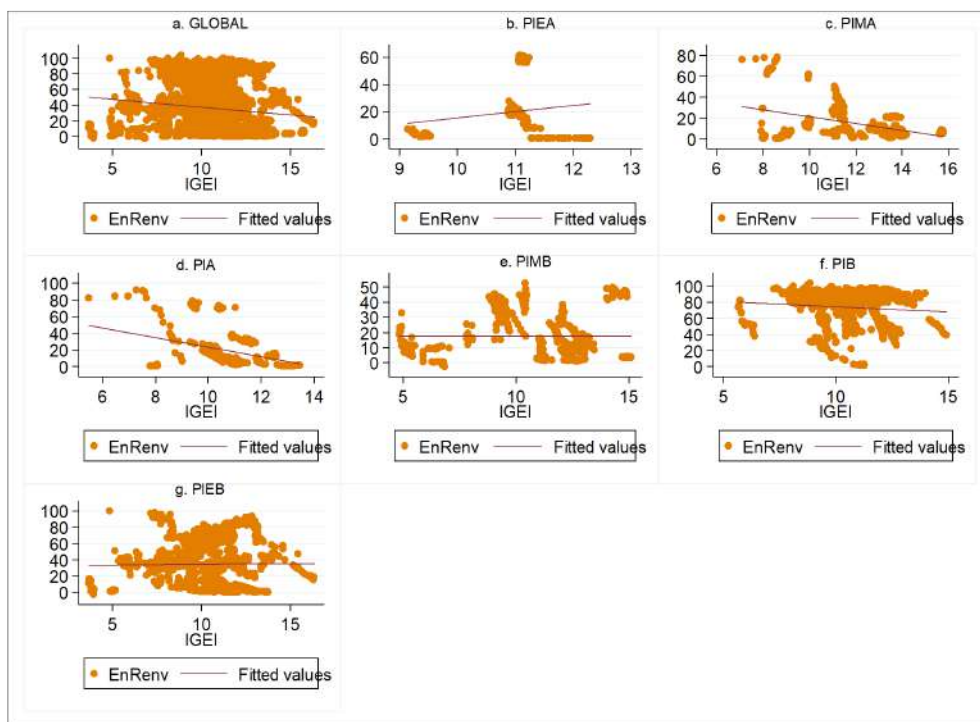 a. GLOBAL
100
80
60
40
20
0
5 10 15
IGEI
EnRenv Fitted values
b. PIEA
60
40
20
0
9 10 11 12 13
IGEI
EnRenv Fitted values
c. PIMA
80
60
40
20
0
6 8 10 12 14 16
IGEI
EnRenv Fitted values
d. PIA
100
80
60
40
20
0
6 8 10 12 14
IGEI
EnRenv Fitted values
e. PIMB
50
40
30
20
10
0
5 10 15
IGEI
EnRenv Fitted values
f. PIB
100
80
60
40
20
0
5 10 15
IGEI
EnRenv Fitted values
g. PIEB
100
80
60
40
20
0
5 10 15
IGEI
EnRenv Fitted values